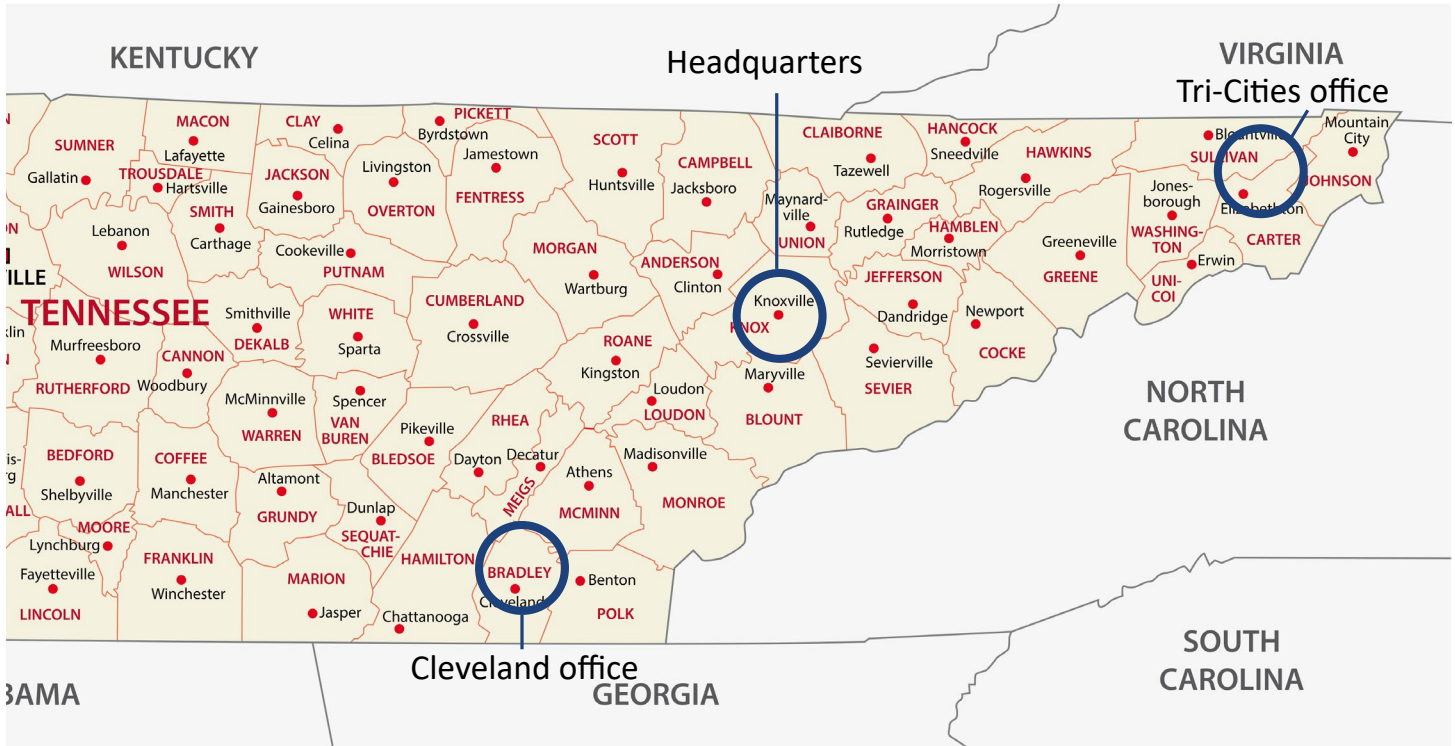 KENTUCKY
Headquarters
VIRGINIA
Tri-Cities office
SUMNER
Gallatin
MACON
Lafayette
TROUSDALE
Hartsville
CLAY
Celina
PICKETT
Byrdstown
Jamestown
FENTRESS
Livingston
OVERTON
JACKSON
Gainesboro
SMITH
Carthage
Lebanon
WILSON
Cookeville
PUTNAM
SCOTT
Huntsville
CAMPBELL
Jacksboro
CLAIBORNE
Tazewell
HANCOCK
Sneedville
HAWKINS
Rogersville
Blountville
SULLIVAN
Mountain
City
JOHNSON
Elizabethton
CARTER
Jones-
borough
WASHING-
TON
Erwin
UNI-
COI
Greeneville
GREENE
GRAINGER
Rutledge
HAMBLEN
Morristown
Maynard-
ville
UNION
MORGAN
Wartburg
ANDERSON
Clinton
Knoxville
KNOX
JEFFERSON
Dandridge
Newport
COCKE
Sevierville
SEVIER
Maryville
BLOUNT
Loudon
LOUDON
ROANE
Kingston
CUMBERLAND
Crossville
VILLE
TENNESSEE
Smithville
DEKALB
WHITE
Sparta
Murfreesboro
RUTHERFORD
CANNON
Woodbury
McMinnville
WARREN
Spencer
VAN
BUREN
Pikeville
BLEDSOE
RHEA
Dayton
Decatur
MEIGS
Athens
MCMINN
Madisonville
MONROE
NORTH
CAROLINA
BEDFORD
Shelbyville
COFFEE
Manchester
Altamont
GRUNDY
Dunlap
SEQUAT-
CHIE
HAMILTON
Chattanooga
BRADLEY
Cleveland
Benton
POLK
MOORE
Lynchburg
FRANKLIN
Winchester
MARION
Jasper
Fayetteville
LINCOLN
Cleveland office
BAMA
GEORGIA
SOUTH
CAROLINA